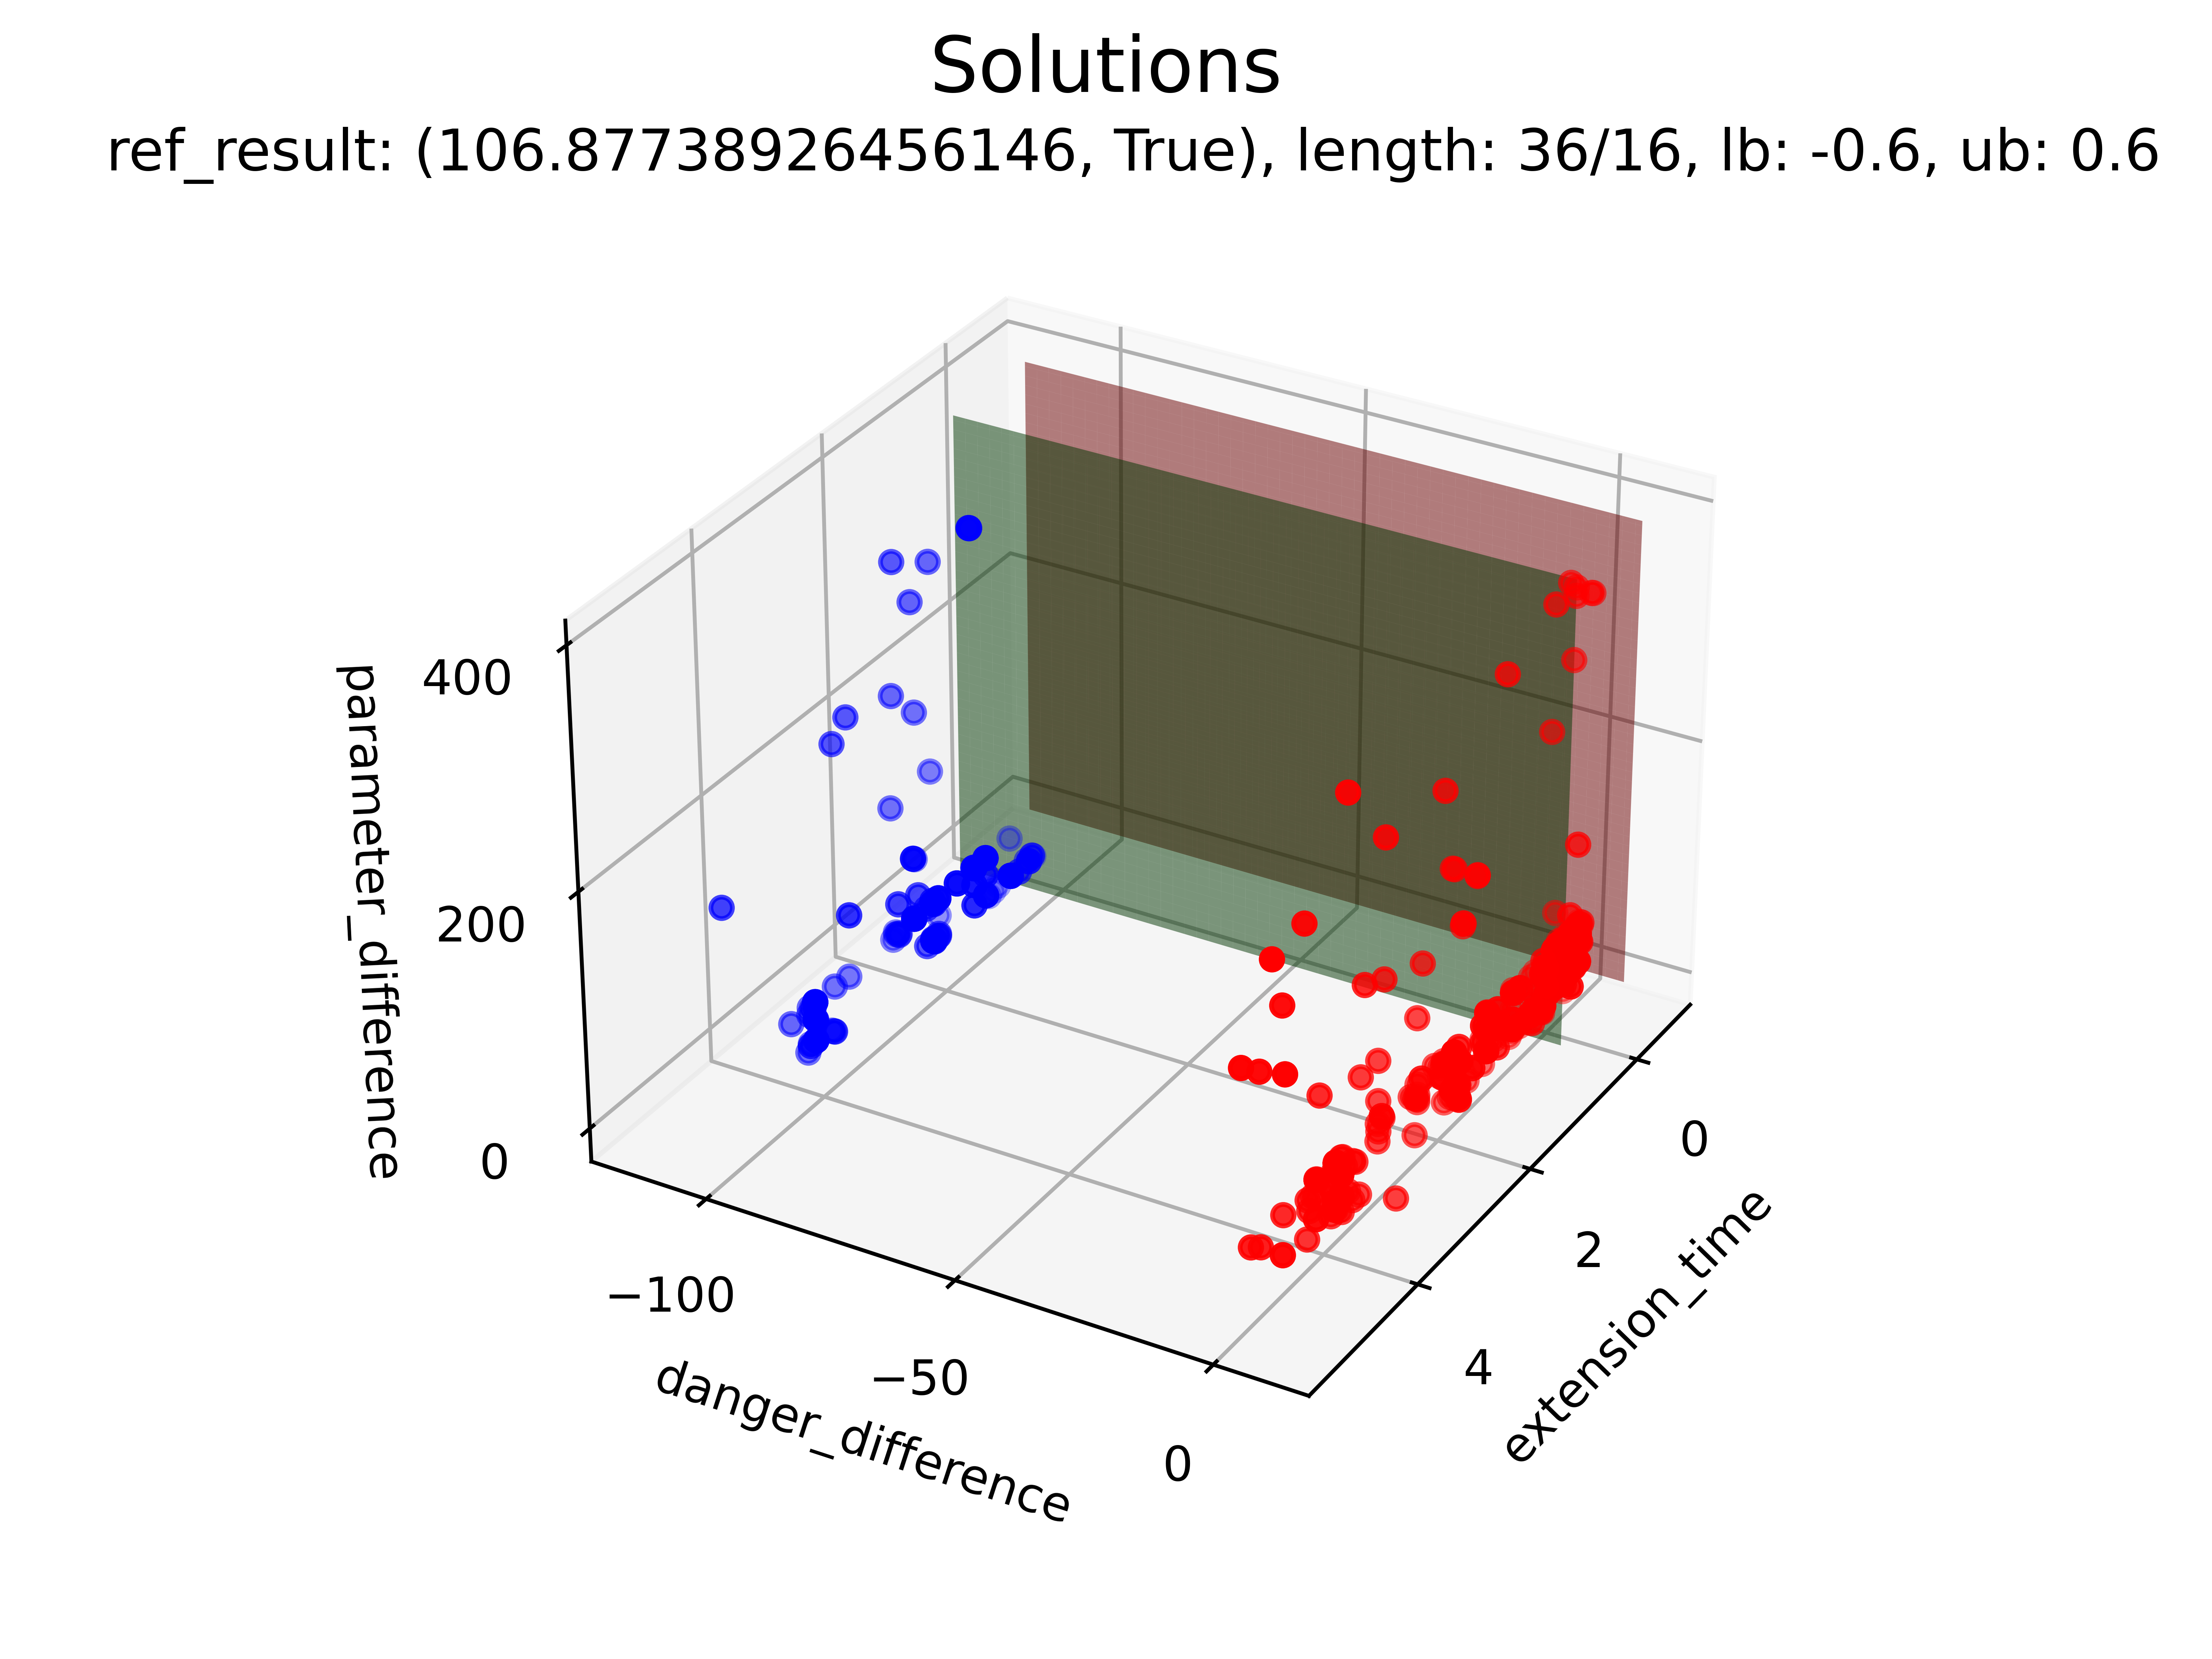 Solutions
ref_result: (106.87738926456146, True), length: 36/16, lb: -0.6, ub: 0.6
400
200
0
parameter_difference
−100
−50
0
danger_difference
0
2
4
extension_time